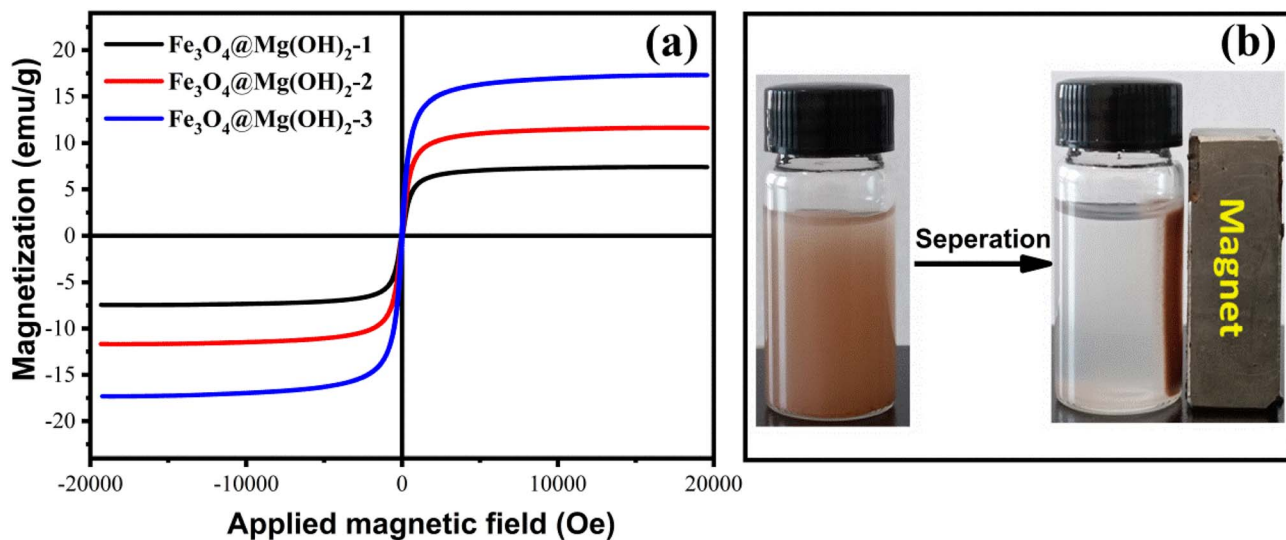 (a)
Fe₃O₄@Mg(OH)₂-1
Fe₃O₄@Mg(OH)₂-2
Fe₃O₄@Mg(OH)₂-3
Magnetization (emu/g)
20
15
10
5
0
-5
-10
-15
-20
-20000 -10000 0 10000 20000
Applied magnetic field (Oe)
(b)
Seperation
Magnet